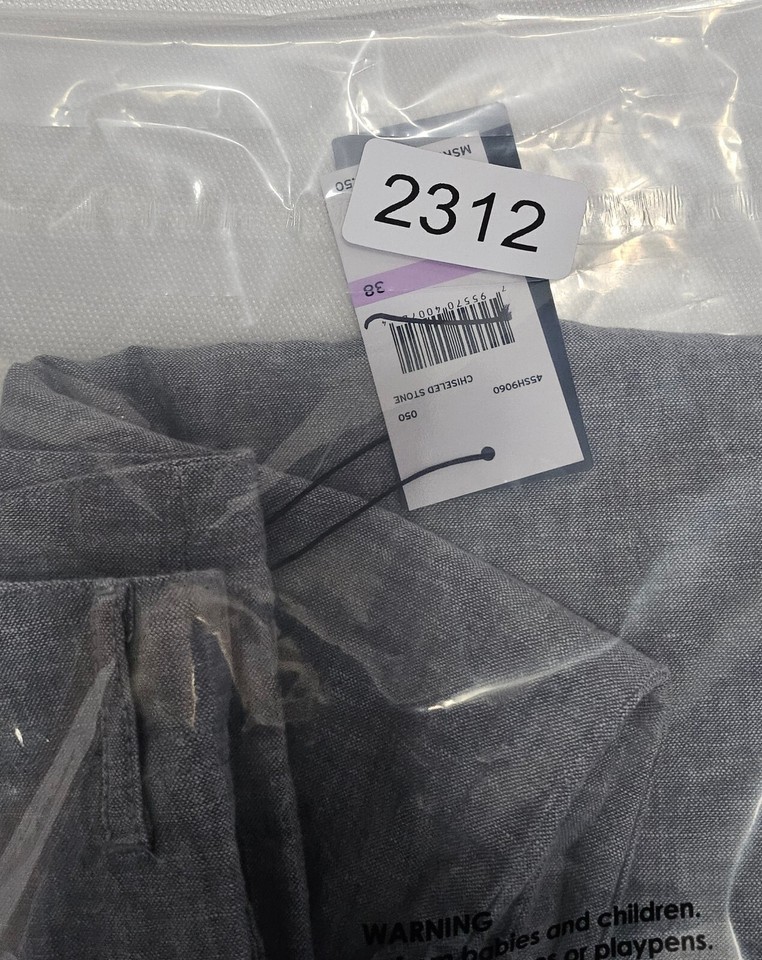 2312
38
CHISELED STONE
050
45SH9060
WARNING
babies and children.
or playpens.